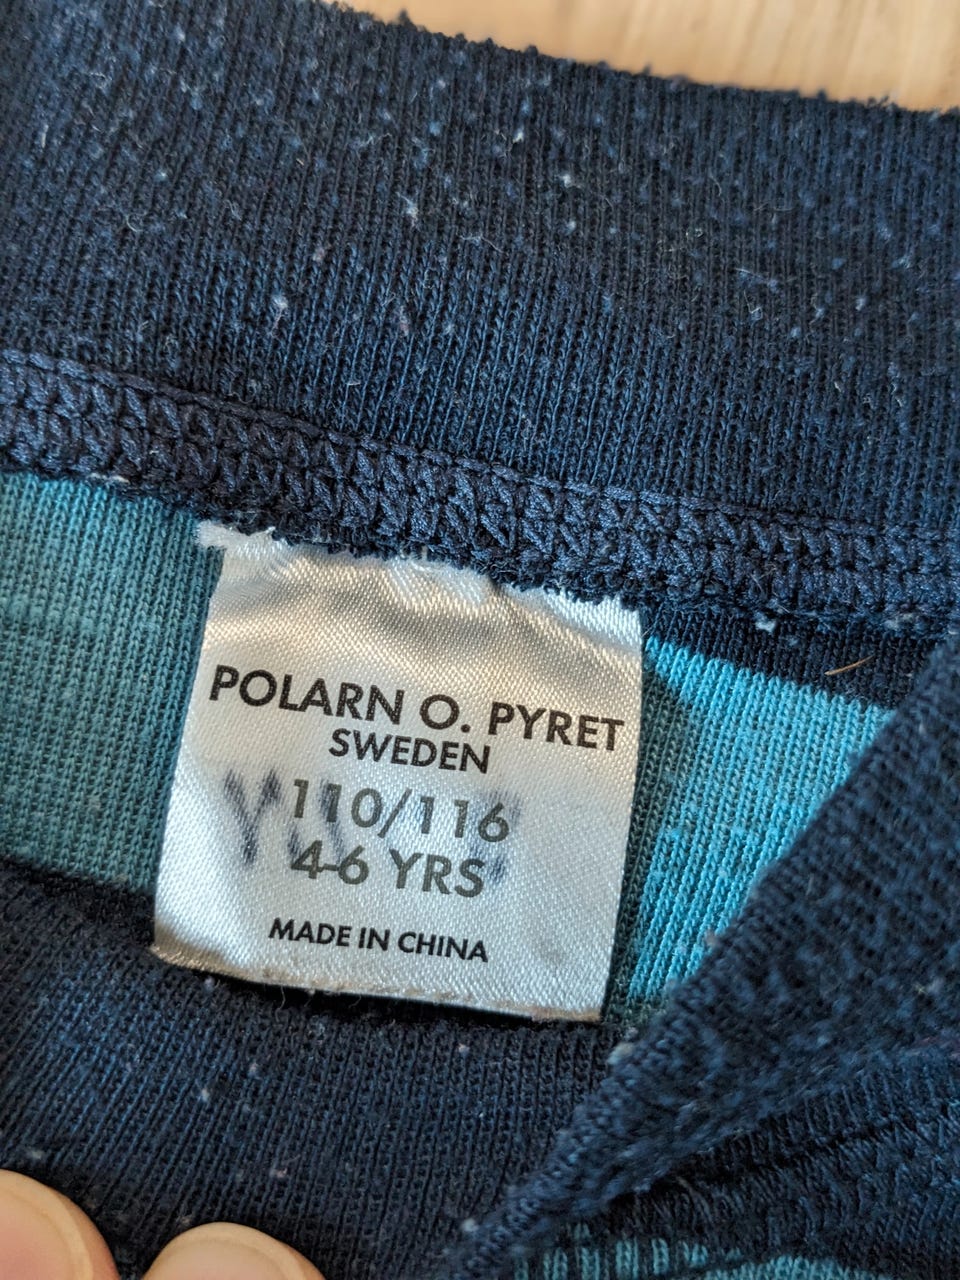 POLARN O. PYRET
SWEDEN
110/116
4-6 YRS
MADE IN CHINA